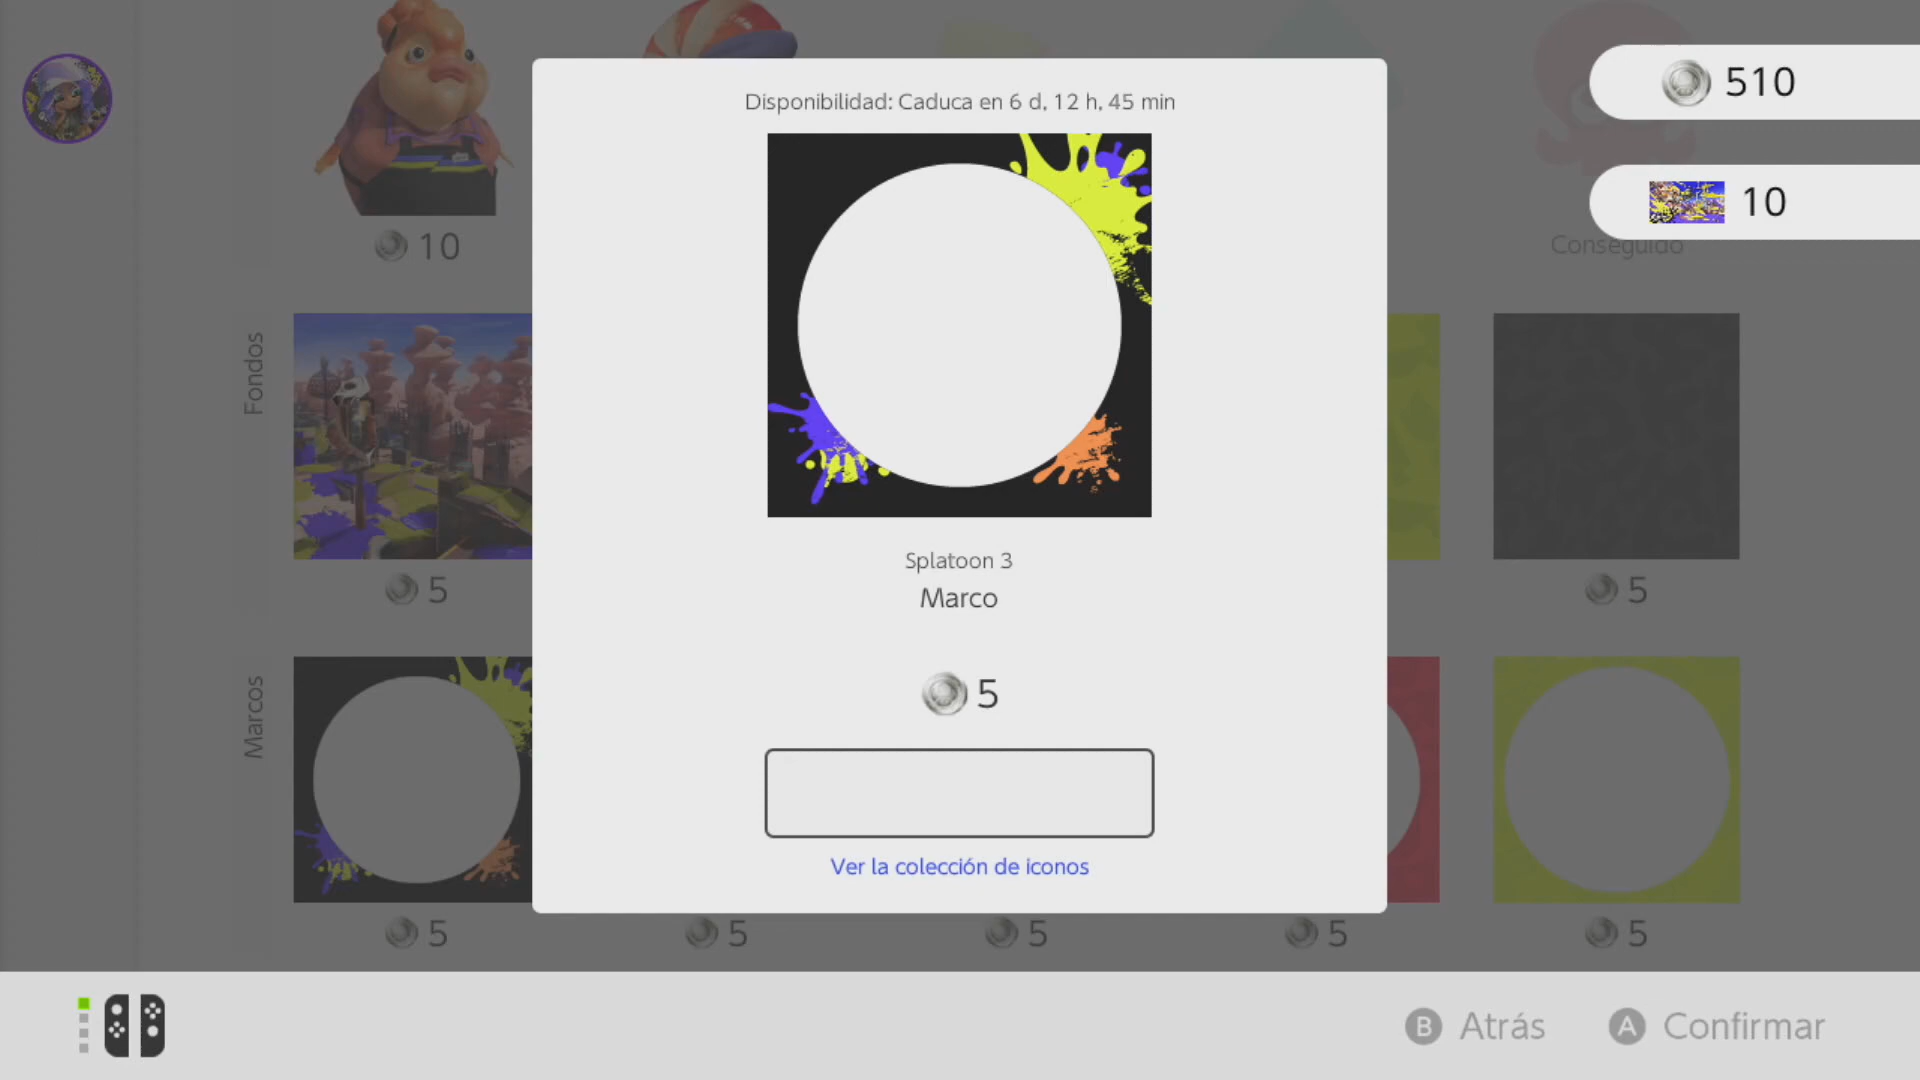 Disponibilidad: Caduca en 6 d, 12 h, 45 min
510
10
10
Conseguido
Fondos
5
5
Splatoon 3
Marco
5
Marcos
Ver la colección de iconos
5
5
5
5
5
B Atrás
A Confirmar